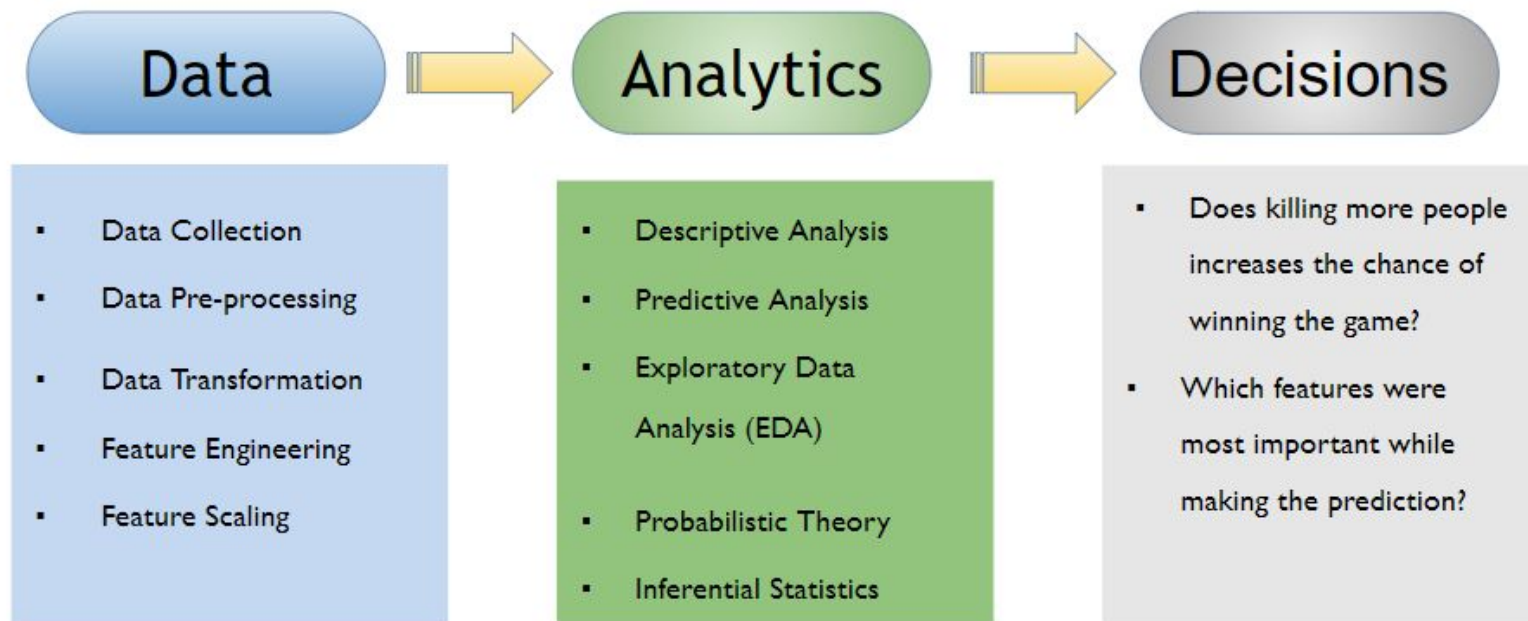 Data
Analytics
Decisions
▪ Data Collection
▪ Data Pre-processing
▪ Data Transformation
▪ Feature Engineering
▪ Feature Scaling
▪ Descriptive Analysis
▪ Predictive Analysis
▪ Exploratory Data
Analysis (EDA)
▪ Probabilistic Theory
▪ Inferential Statistics
▪ Does killing more people
increases the chance of
winning the game?
▪ Which features were
most important while
making the prediction?